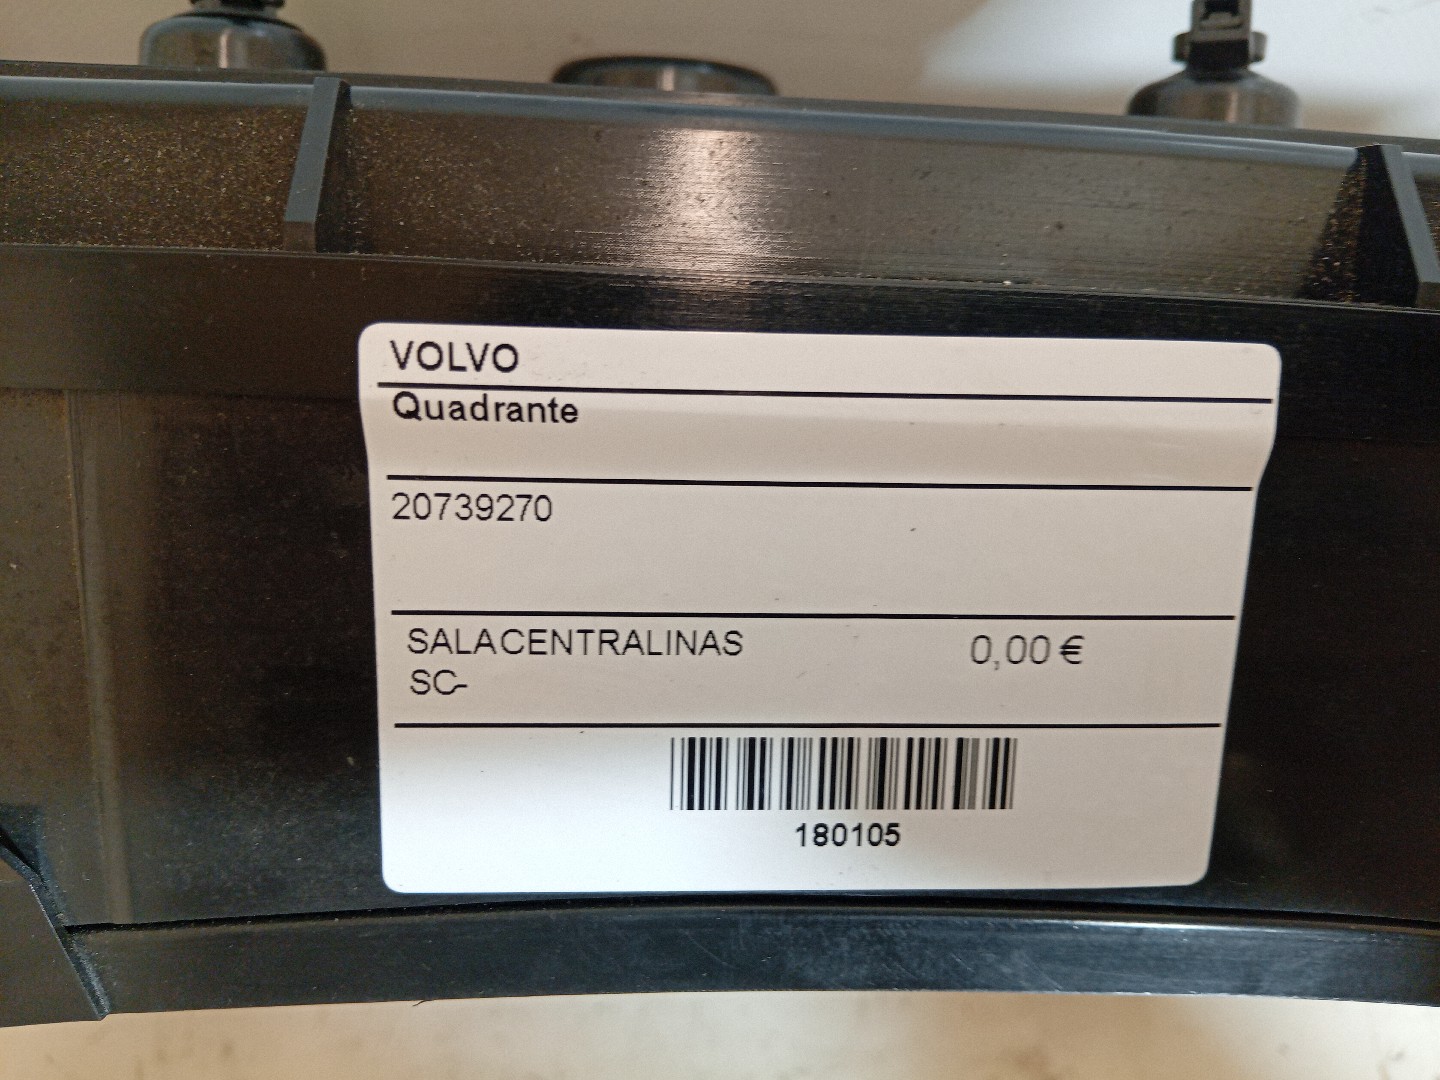 VOLVO
Quadrante
20739270
SALACENTRALINAS 0,00 €
SC-
180105